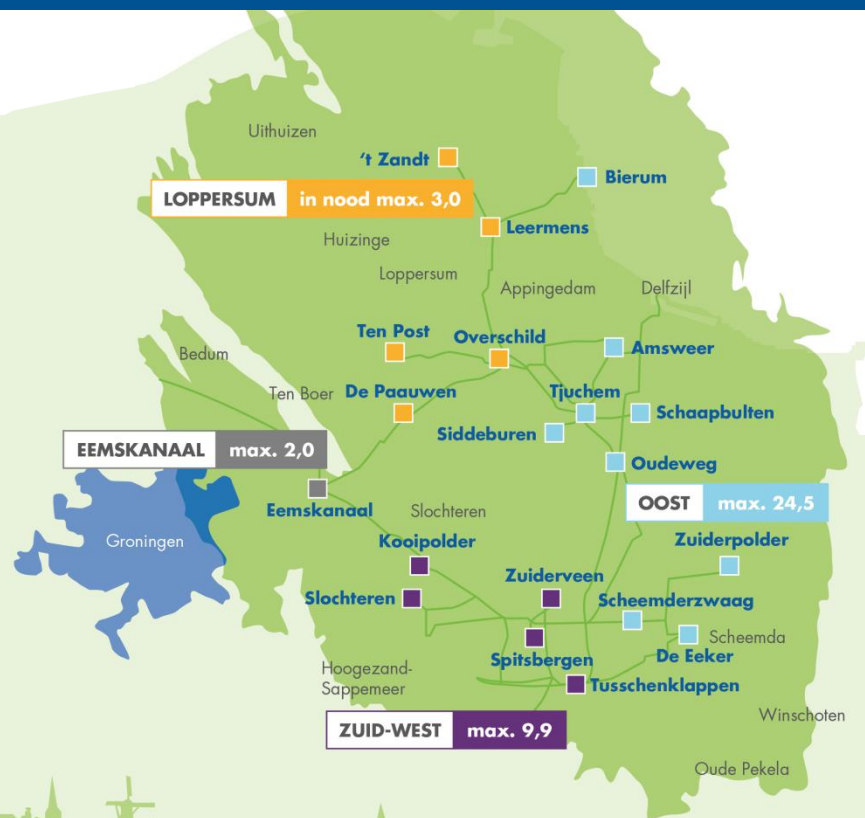 Uithuizen
't Zandt
Bierum
LOPPERSUM in nood max. 3,0
Leermens
Huizinge
Loppersum
Appingedam
Delfzijl
Ten Post
Overschild
Amsweer
Bedum
Ten Boer
De Paauwen
Tjuchem
Schaapbulten
Siddeburen
EEMSKANAAL max. 2,0
Oudeweg
Eemskanaal
Slochteren
OOST max. 24,5
Groningen
Kooipolder
Zuiderpolder
Zuiderveen
Slochteren
Scheemderzwaag
Scheemda
Spitsbergen
De Eeker
Hoogezand-
Sappemeer
Tusschenklappen
ZUID-WEST max. 9,9
Winschoten
Oude Pekela